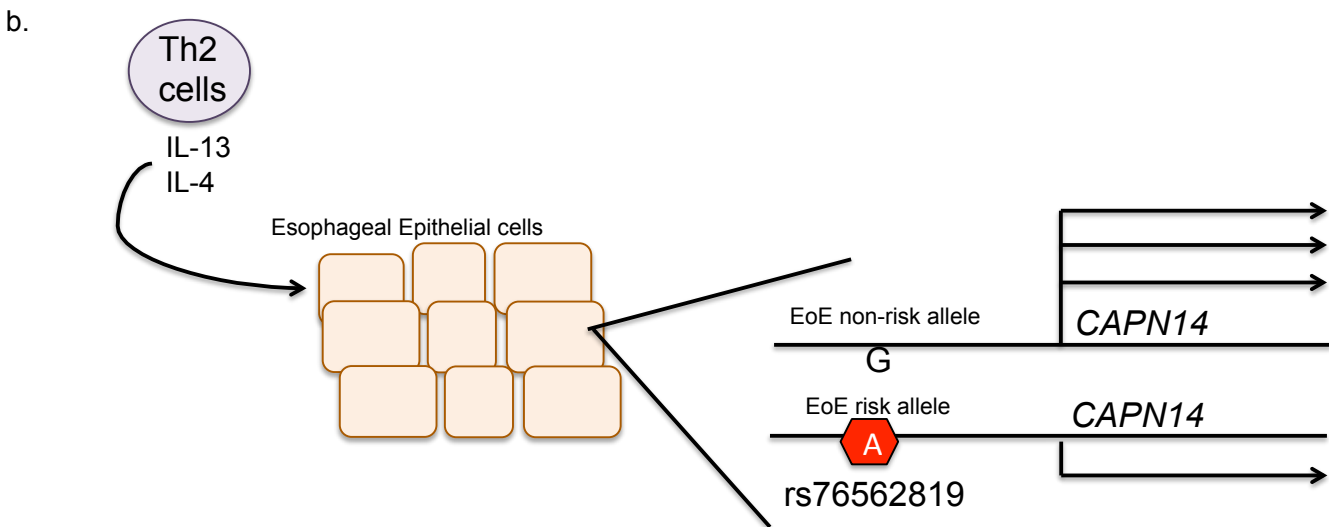 b.
Th2
cells
IL-13
IL-4
Esophageal Epithelial cells
EoE non-risk allele
CAPN14
G
EoE risk allele
CAPN14
A
rs76562819